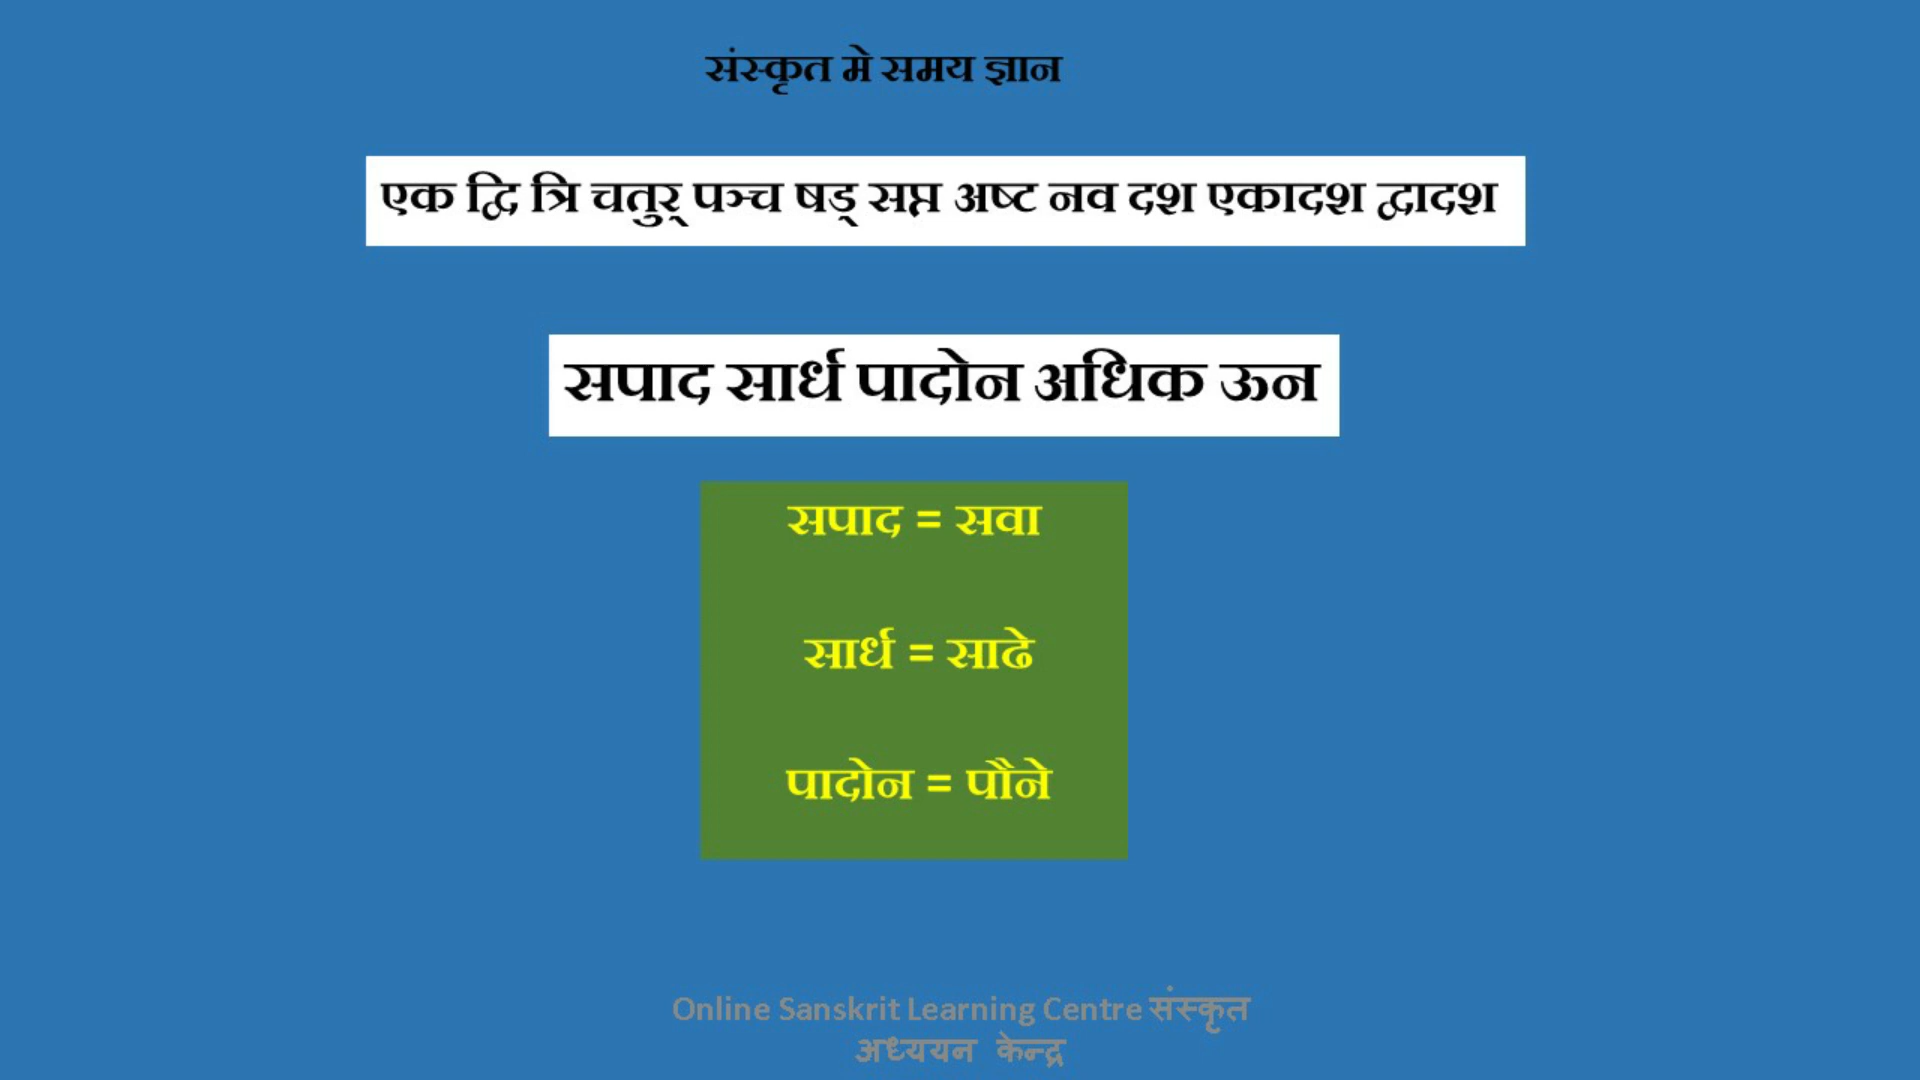 संस्कृत मे समय ज्ञान
एक द्वि त्रि चतुर् पञ्च षड् सप्त अष्ट नव दश एकादश द्वादश
सपाद सार्ध पादोन अधिक ऊन
सपाद = सवा
सार्ध = साढे
पादोन = पौने
Online Sanskrit Learning Centre संस्कृत
अध्ययन केन्द्र